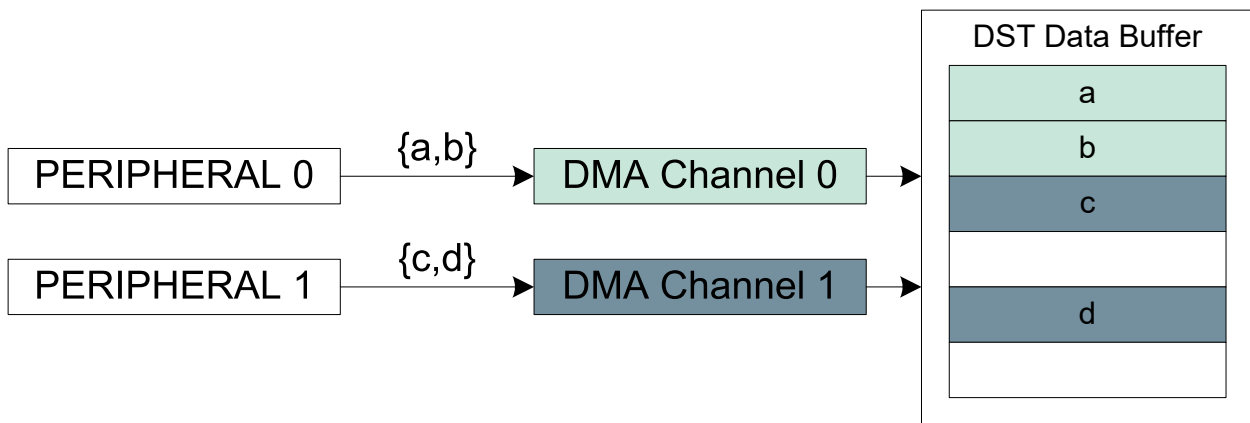 DST Data Buffer
a
b
c
d
PERIPHERAL 0
{a,b}
DMA Channel 0
PERIPHERAL 1
{c,d}
DMA Channel 1